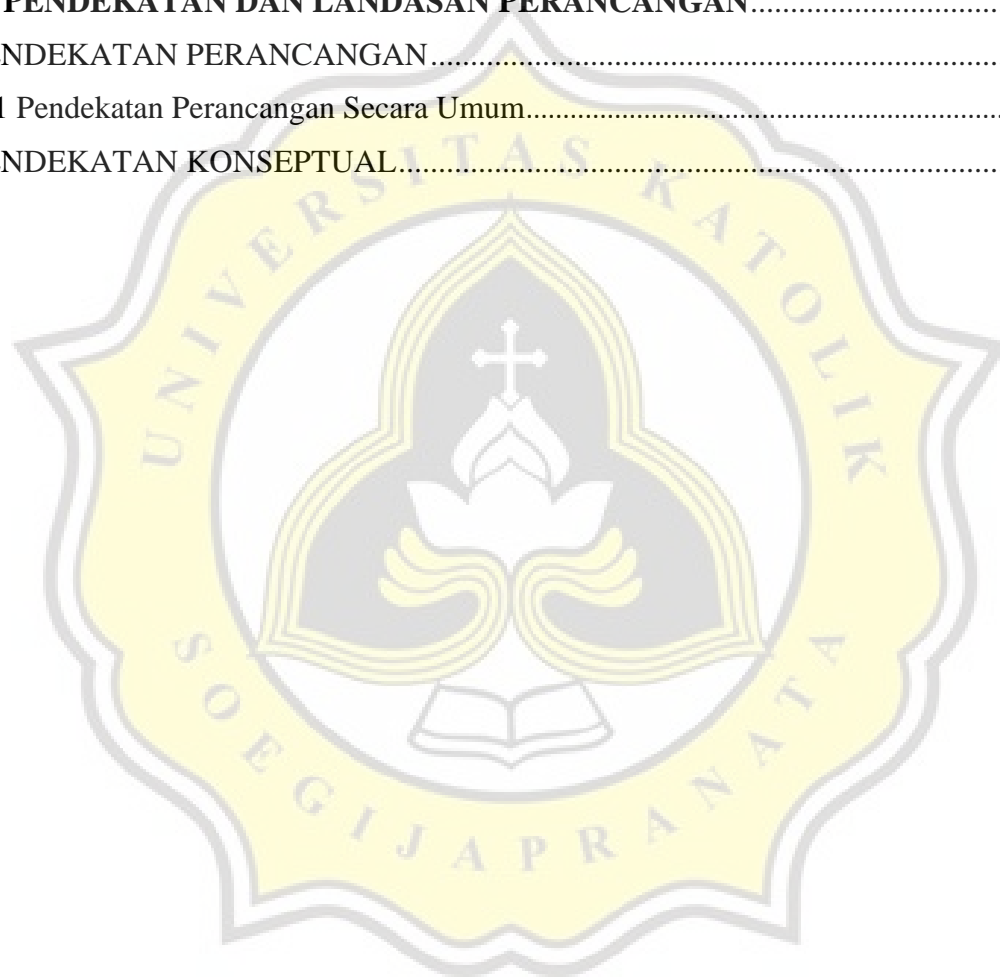 PENDEKATAN DAN LANDASAN PERANCANGAN........................
NDEKATAN PERANCANGAN........................................................
1 Pendekatan Perancangan Secara Umum............................................
NDEKATAN KONSEPTUAL............................................................
UNIVERSITAS KATOLIK
SOEGIJAPRANATA